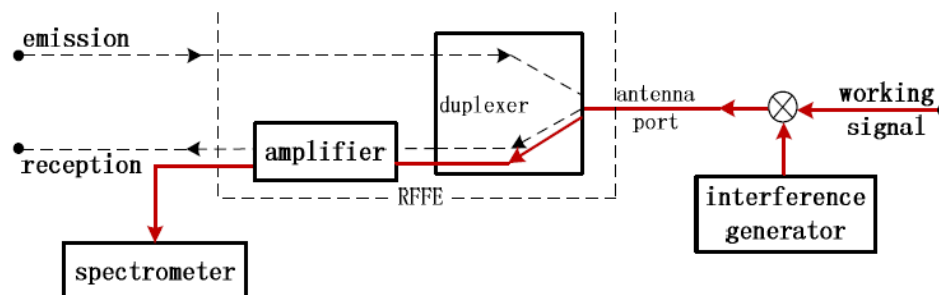 emission
duplexer
antenna
port
working
signal
amplifier
reception
RFFE
interference
generator
spectrometer